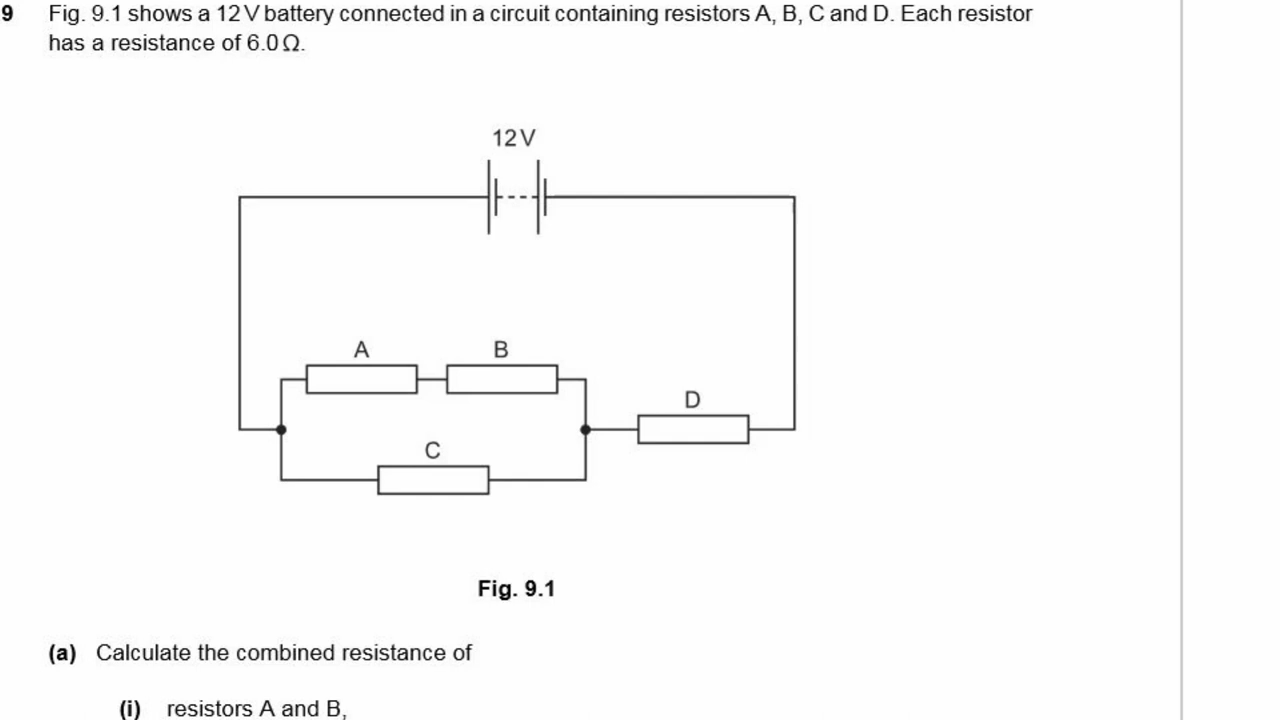 9 Fig. 9.1 shows a 12 V battery connected in a circuit containing resistors A, B, C and D. Each resistor
has a resistance of 6.0 Ω.
12 V
A B
D
C
Fig. 9.1
(a) Calculate the combined resistance of
(i) resistors A and B,